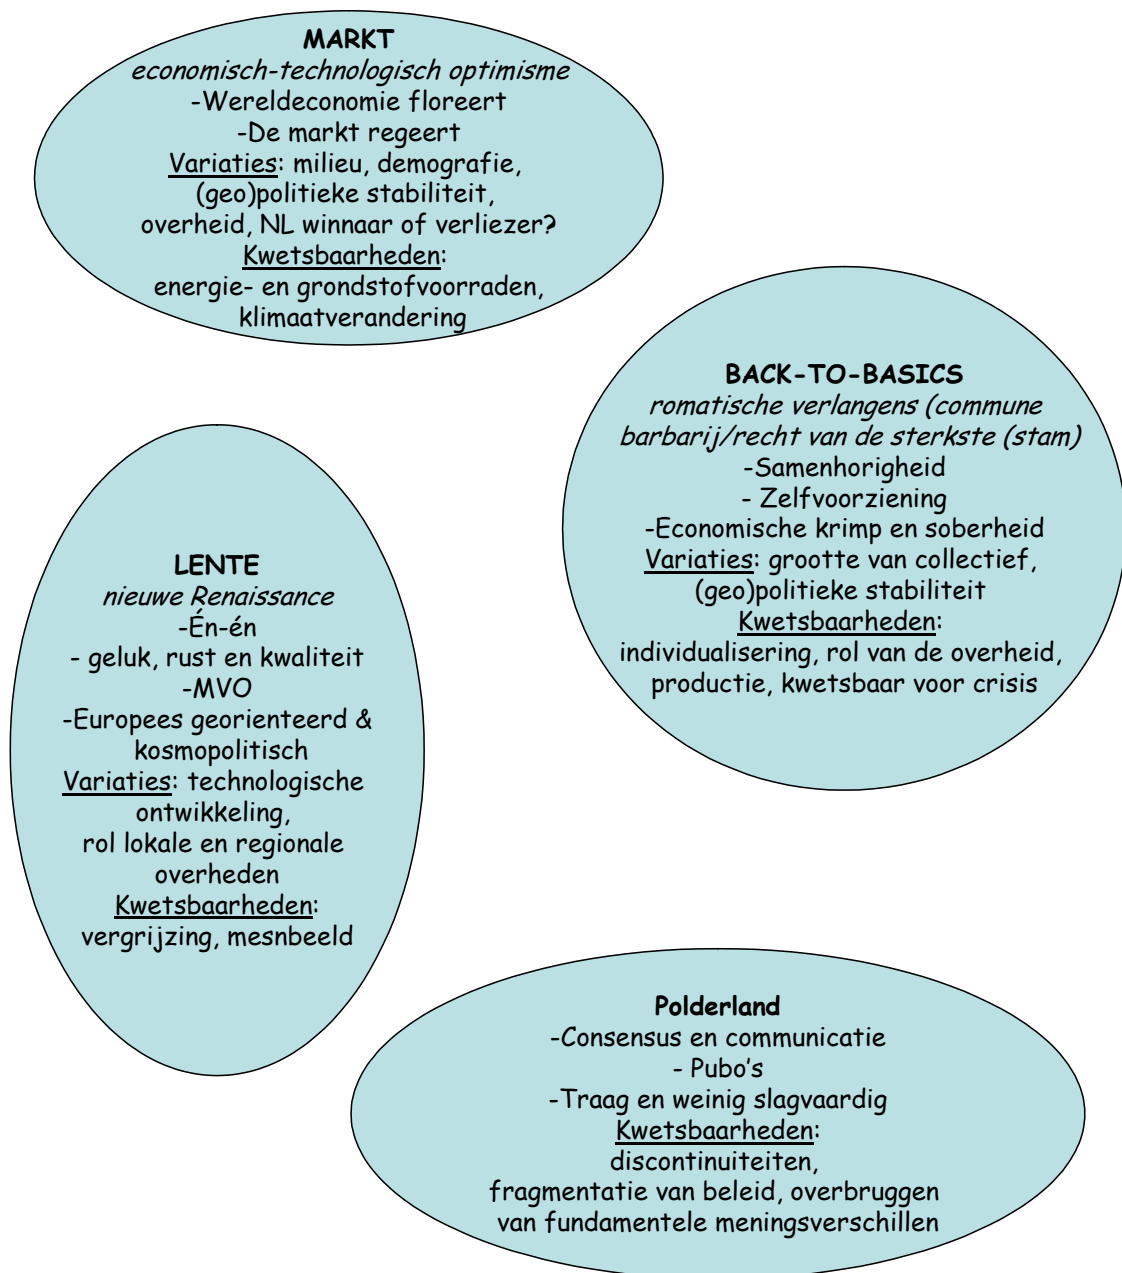 MARKT
economisch-technologisch optimisme
-Wereldeconomie floreert
-De markt regeert
Variaties: milieu, demografie,
(geo)politieke stabiliteit,
overheid, NL winnaar of verliezer?
Kwetsbaarheden:
energie- en grondstofvoorraden,
klimaatverandering
BACK-TO-BASICS
romatische verlangens (commune
barbarij/recht van de sterkste (stam)
-Samenhorigheid
- Zelfvoorziening
-Economische krimp en soberheid
Variaties: grootte van collectief,
(geo)politieke stabiliteit
Kwetsbaarheden:
individualisering, rol van de overheid,
productie, kwetsbaar voor crisis
LENTE
nieuwe Renaissance
-Én-én
- geluk, rust en kwaliteit
-MVO
-Europees georienteerd &
kosmopolitisch
Variaties: technologische
ontwikkeling,
rol lokale en regionale
overheden
Kwetsbaarheden:
vergrijzing, mesnbeeld
Polderland
-Consensus en communicatie
- Pubo's
-Traag en weinig slagvaardig
Kwetsbaarheden:
discontinuiteiten,
fragmentatie van beleid, overbruggen
van fundamentele meningsverschillen